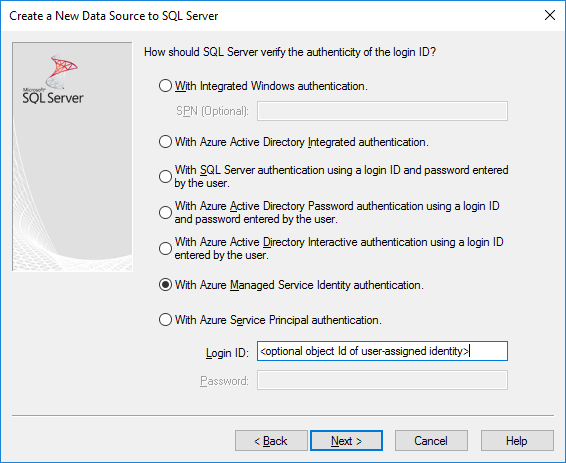 Create a New Data Source to SQL Server
How should SQL Server verify the authenticity of the login ID?
Microsoft
SQL Server
With Integrated Windows authentication.
SPN (Optional):
With Azure Active Directory Integrated authentication.
With SQL Server authentication using a login ID and password entered
by the user.
With Azure Active Directory Password authentication using a login ID
and password entered by the user.
With Azure Active Directory Interactive authentication using a login ID
entered by the user.
With Azure Managed Service Identity authentication.
With Azure Service Principal authentication.
Login ID: <optional object Id of user-assigned identity>
Password:
< Back
Next >
Cancel
Help